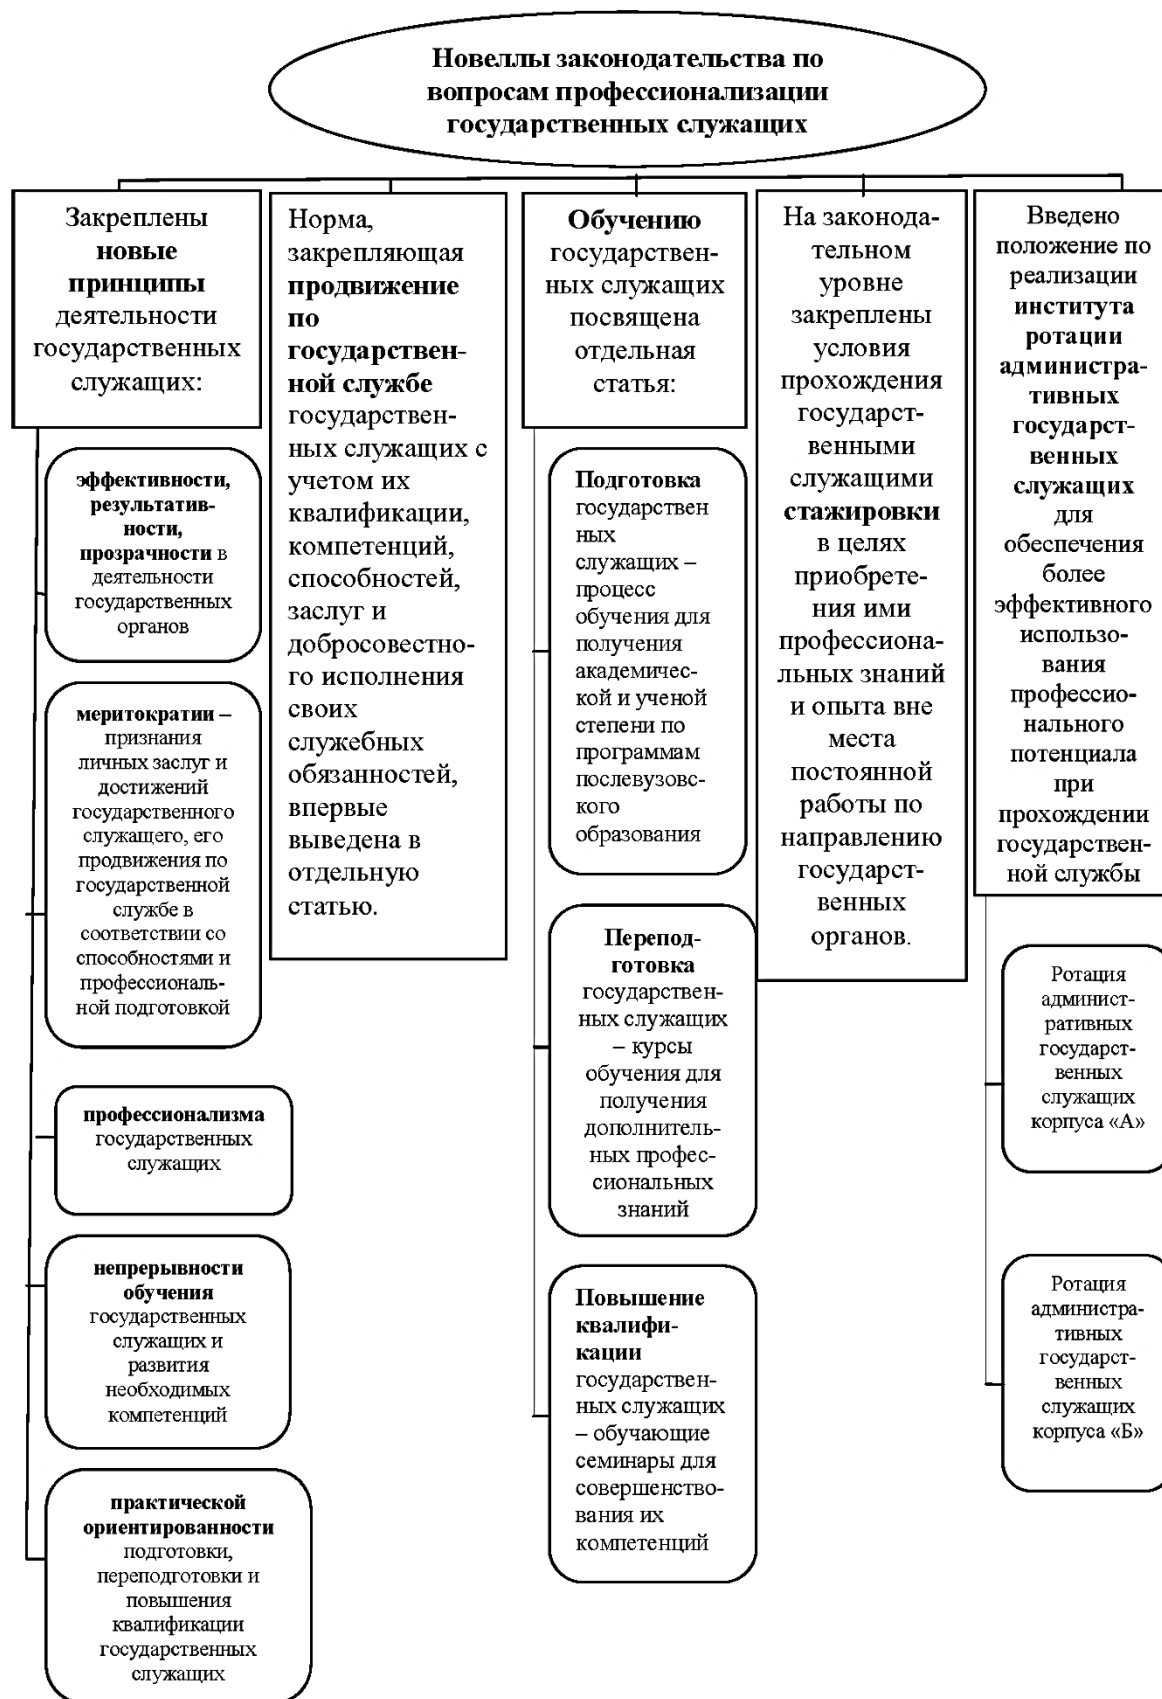 Новеллы законодательства по
вопросам профессионализации
государственных служащих
Закреплены
новые
принципы
деятельности
государственных
служащих:
эффективности,
результатив-
ности,
прозрачности в
деятельности
государственных
органов
меритократии –
признания
личных заслуг и
достижений
государственного
служащего, его
продвижения по
государственной
службе в
соответствии со
способностями и
профессиональ-
ной подготовкой
профессионализма
государственных
служащих
непрерывности
обучения
государственных
служащих и
развития
необходимых
компетенций
практической
ориентированности
подготовки,
переподготовки и
повышения
квалификации
государственных
служащих
Норма,
закрепляющая
продвижение
по
государствен-
ной службе
государствен-
ных служащих с
учетом их
квалификации,
компетенций,
способностей,
заслуг и
добросовестно-
го исполнения
своих
служебных
обязанностей,
впервые
выведена в
отдельную
статью.
Обучению
государствен-
ных служащих
посвящена
отдельная
статья:
Подготовка
государствен
ных
служащих –
процесс
обучения для
получения
академичес-
кой и ученой
степени по
программам
послевузовс-
кого
образования
Перепод-
готовка
государствен-
ных служащих
– курсы
обучения для
получения
дополнитель-
ных профес-
сиональных
знаний
Повышение
квалифи-
кации
государствен-
ных служащих
– обучающие
семинары для
совершенство-
вания их
компетенций
На законода-
тельном
уровне
закреплены
условия
прохождения
государст-
венными
служащими
стажировки
в целях
приобрете-
ния ими
профессиона-
льных знаний
и опыта вне
места
постоянной
работы по
направлению
государст-
венных
органов.
Введено
положение по
реализации
института
ротации
администра-
тивных
государст-
венных
служащих
для
обеспечения
более
эффективного
использо-
вания
профессио-
нального
потенциала
при
прохождении
государствен-
ной службы
Ротация
админист-
ративных
государст-
венных
служащих
корпуса «А»
Ротация
администра-
тивных
государст-
венных
служащих
корпуса «Б»